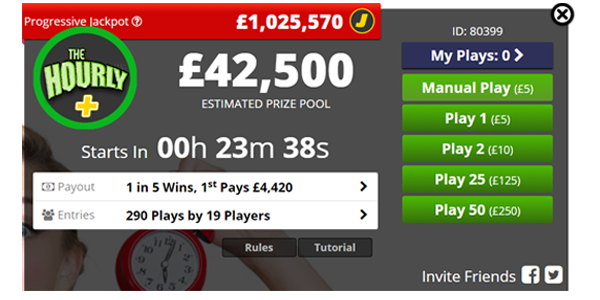 Progressive Jackpot ?
£1,025,570 J
THE
HOURLY
+
£42,500
ESTIMATED PRIZE POOL
Starts In 00h 23m 38s
Payout 1 in 5 Wins, 1st Pays £4,420
Entries 290 Plays by 19 Players
Rules Tutorial
ID: 80399
My Plays: 0
Manual Play (£5)
Play 1 (£5)
Play 2 (£10)
Play 25 (£125)
Play 50 (£250)
Invite Friends f